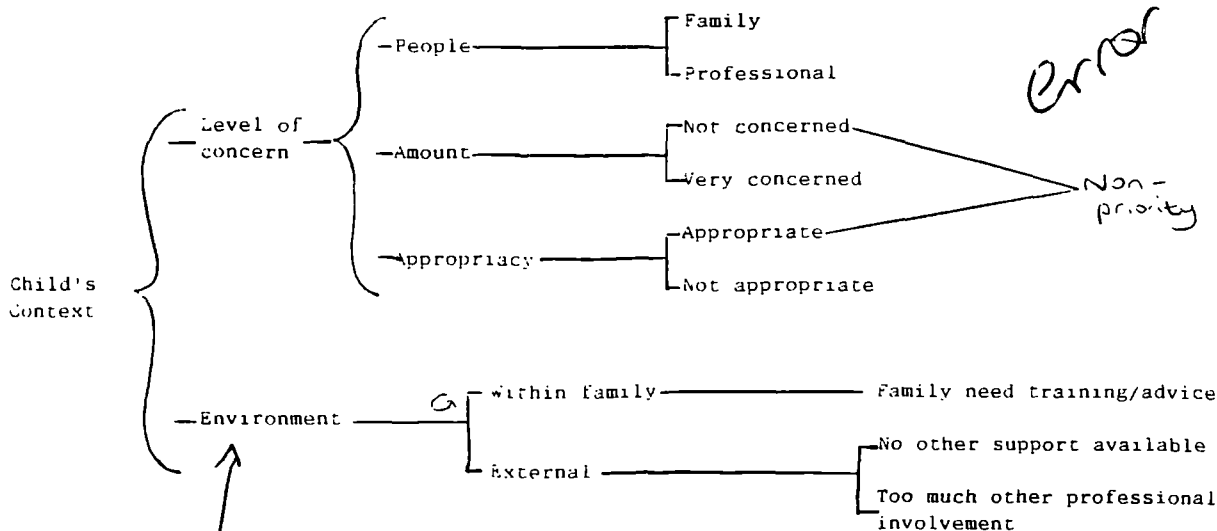 Family
People
Professional
error
Level of
concern
Not concerned
Amount
Very concerned
Non-
priority
Appropriate
Appropriacy
Not appropriate
Child's
Context
Within family
Family need training/advice
Environment
No other support available
External
Too much other professional
involvement